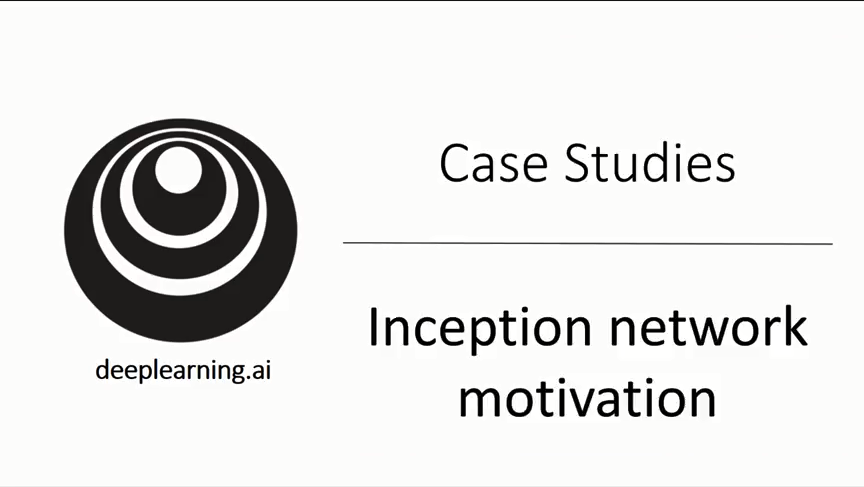 Case Studies
Inception network
motivation
deeplearning.ai